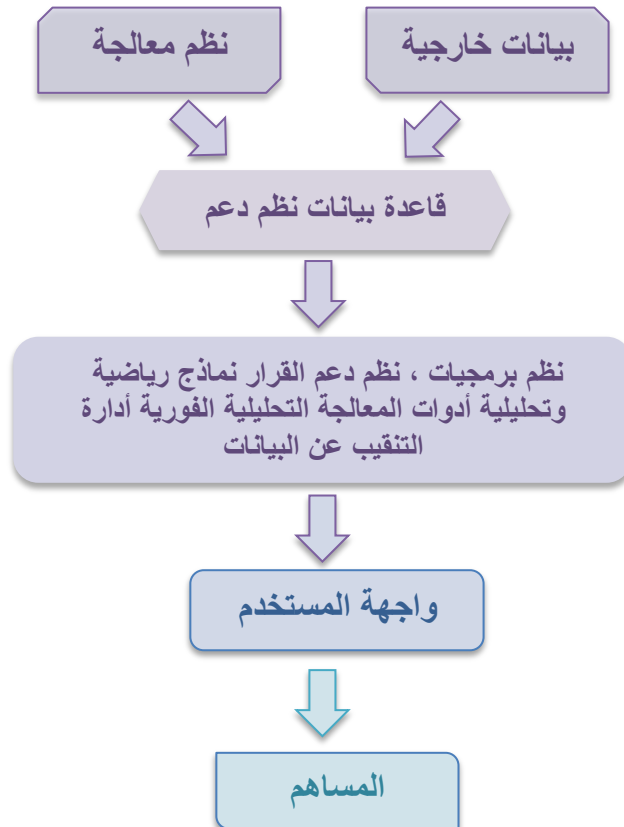 بيانات خارجية
نظم معالجة
قاعدة بيانات نظم دعم
نظم برمجيات ، نظم دعم القرار نماذج رياضية
وتحليلية أدوات المعالجة التحليلية الفورية أدارة
التنقيب عن البيانات
واجهة المستخدم
المساهم